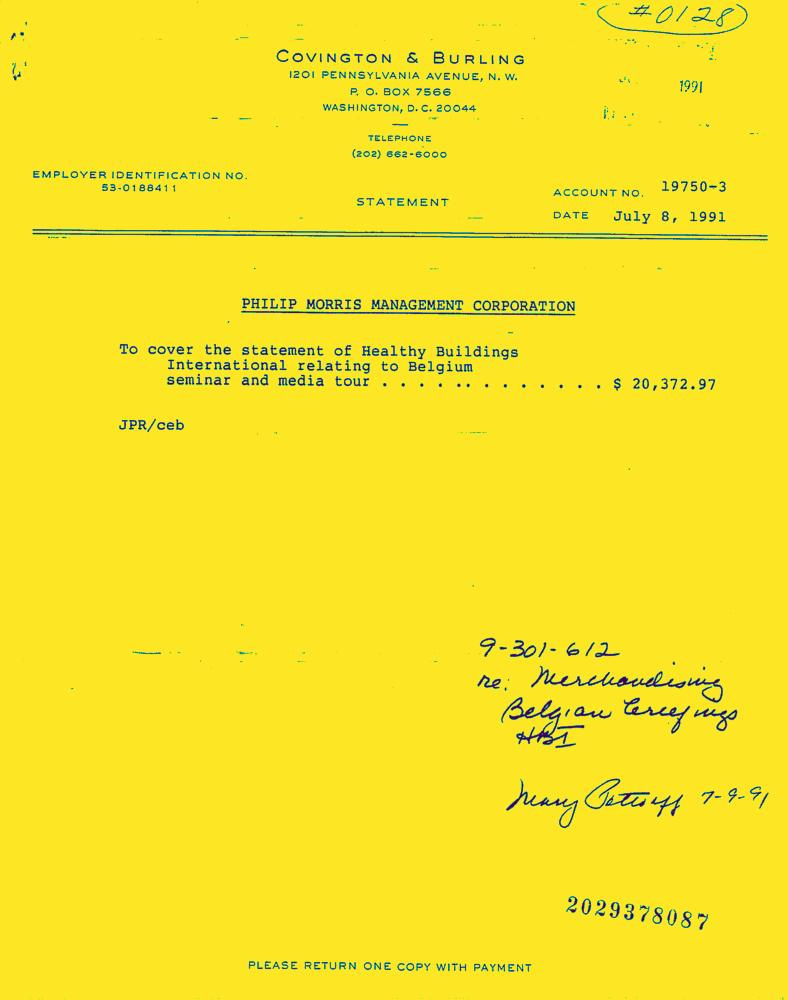 #0128
COVINGTON & BURLING
1201 PENNSYLVANIA AVENUE, N. W.
P. O. BOX 7566
WASHINGTON, D. C. 20044
1991
TELEPHONE
(202) 662-6000
EMPLOYER IDENTIFICATION NO.
53-0188411
STATEMENT
ACCOUNT NO. 19750-3
DATE July 8, 1991
PHILIP MORRIS MANAGEMENT CORPORATION
To cover the statement of Healthy Buildings
International relating to Belgium
seminar and media tour . . . . .. . . . . . . . . $ 20,372.97
JPR/ceb
9-301-612
re: Merchandising
Belgian Briefings
HBI
Mary 7-9-91
2029378087
PLEASE RETURN ONE COPY WITH PAYMENT